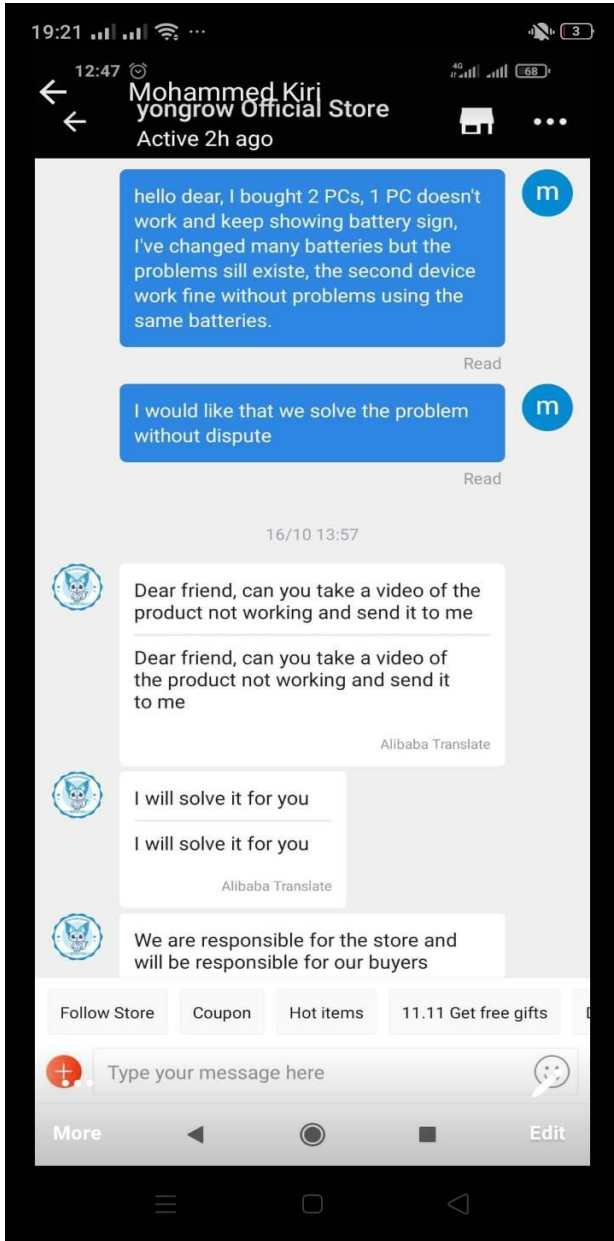 19:21
3
12:47
4G
68
Mohammed Kiri
yongrow Official Store
Active 2h ago
hello dear, I bought 2 PCs, 1 PC doesn't
work and keep showing battery sign,
I've changed many batteries but the
problems sill existe, the second device
work fine without problems using the
same batteries.
m
Read
I would like that we solve the problem
without dispute
m
Read
16/10 13:57
Dear friend, can you take a video of the
product not working and send it to me
Dear friend, can you take a video of
the product not working and send it
to me
Alibaba Translate
I will solve it for you
I will solve it for you
Alibaba Translate
We are responsible for the store and
will be responsible for our buyers
Follow Store Coupon Hot items 11.11 Get free gifts
Type your message here
More Edit